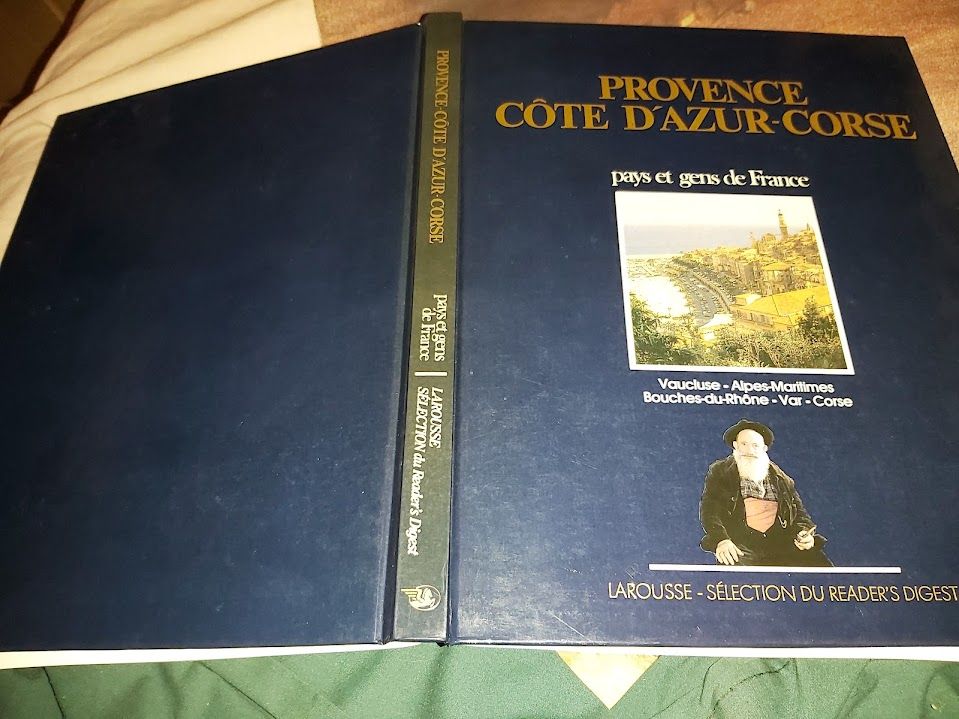 PROVENCE-CÔTE D'AZUR-CORSE
pays et gens
de France
LAROUSSE
SÉLECTION du Reader's Digest
PROVENCE
CÔTE D'AZUR-CORSE
pays et gens de France
Vaucluse - Alpes-Maritimes
Bouches-du-Rhône - Var - Corse
LAROUSSE - SÉLECTION DU READER'S DIGEST